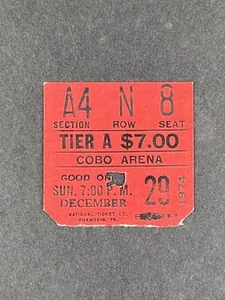 A4 N 8
SECTION ROW SEAT
TIER A $7.00
COBO ARENA
GOOD ON
SUN. 7:00 P.M.
DECEMBER 29 1974
NATIONAL TICKET CO.
SHAMOKIN, PA.